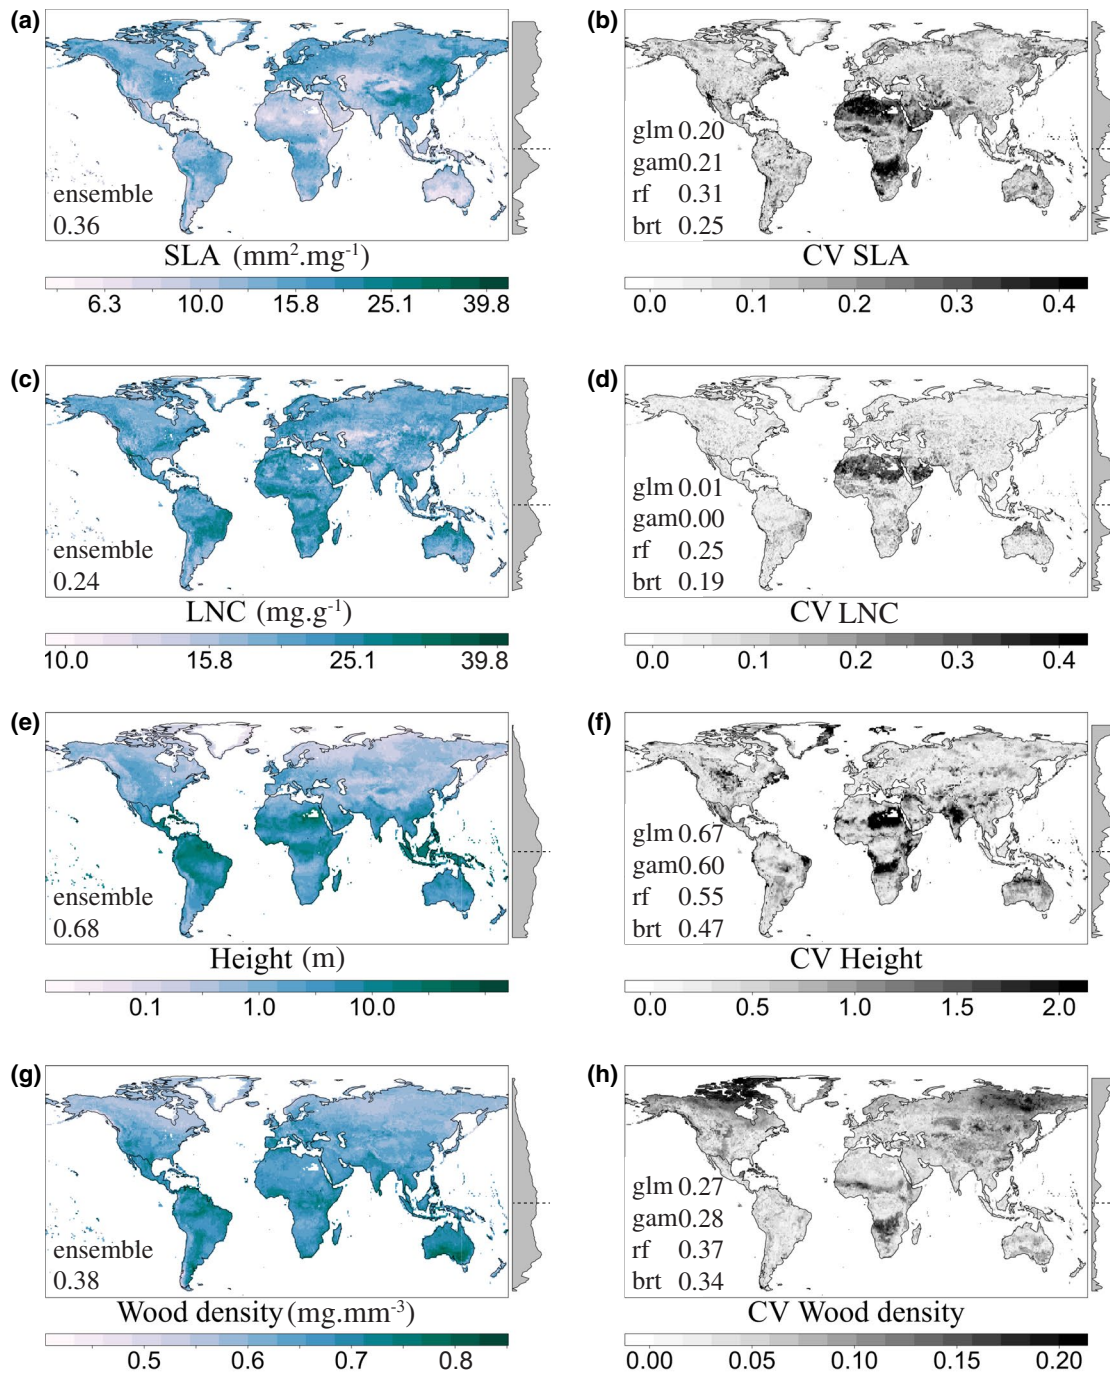 (a)
ensemble
0.36
SLA (mm².mg⁻¹)
6.3 10.0 15.8 25.1 39.8
(b)
glm 0.20
gam 0.21
rf 0.31
brt 0.25
CV SLA
0.0 0.1 0.2 0.3 0.4
(c)
ensemble
0.24
LNC (mg.g⁻¹)
10.0 15.8 25.1 39.8
(d)
glm 0.01
gam 0.00
rf 0.25
brt 0.19
CV LNC
0.0 0.1 0.2 0.3 0.4
(e)
ensemble
0.68
Height (m)
0.1 1.0 10.0
(f)
glm 0.67
gam 0.60
rf 0.55
brt 0.47
CV Height
0.0 0.5 1.0 1.5 2.0
(g)
ensemble
0.38
Wood density (mg.mm⁻³)
0.5 0.6 0.7 0.8
(h)
glm 0.27
gam 0.28
rf 0.37
brt 0.34
CV Wood density
0.00 0.05 0.10 0.15 0.20